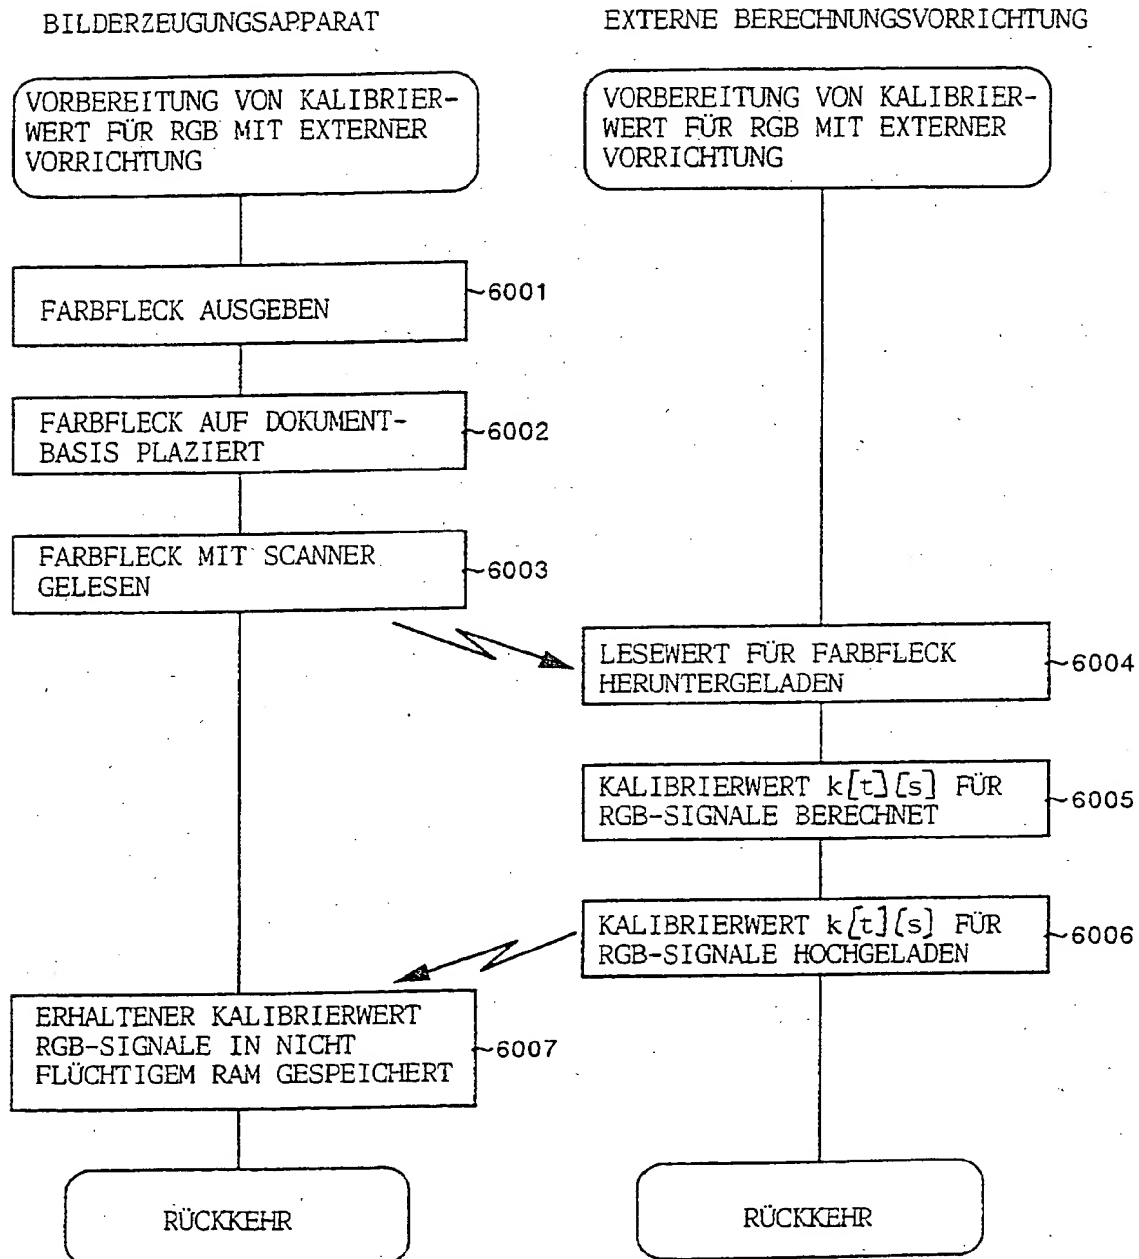 BILDERZEUGUNGSAPPARAT
EXTERNE BERECHNUNGSVORRICHTUNG
VORBEREITUNG VON KALIBRIER-
WERT FÜR RGB MIT EXTERNER
VORRICHTUNG
VORBEREITUNG VON KALIBRIER-
WERT FÜR RGB MIT EXTERNER
VORRICHTUNG
FARBFLECK AUSGEBEN
6001
FARBFLECK AUF DOKUMENT-
BASIS PLAZIERT
6002
FARBFLECK MIT SCANNER
GELESEN
6003
LESEWERT FÜR FARBFLECK
HERUNTERGELADEN
6004
KALIBRIERWERT k[t][s] FÜR
RGB-SIGNALE BERECHNET
6005
KALIBRIERWERT k[t][s] FÜR
RGB-SIGNALE HOCHGELADEN
6006
ERHALTENER KALIBRIERWERT
RGB-SIGNALE IN NICHT
FLÜCHTIGEM RAM GESPEICHERT
6007
RÜCKKEHR
RÜCKKEHR